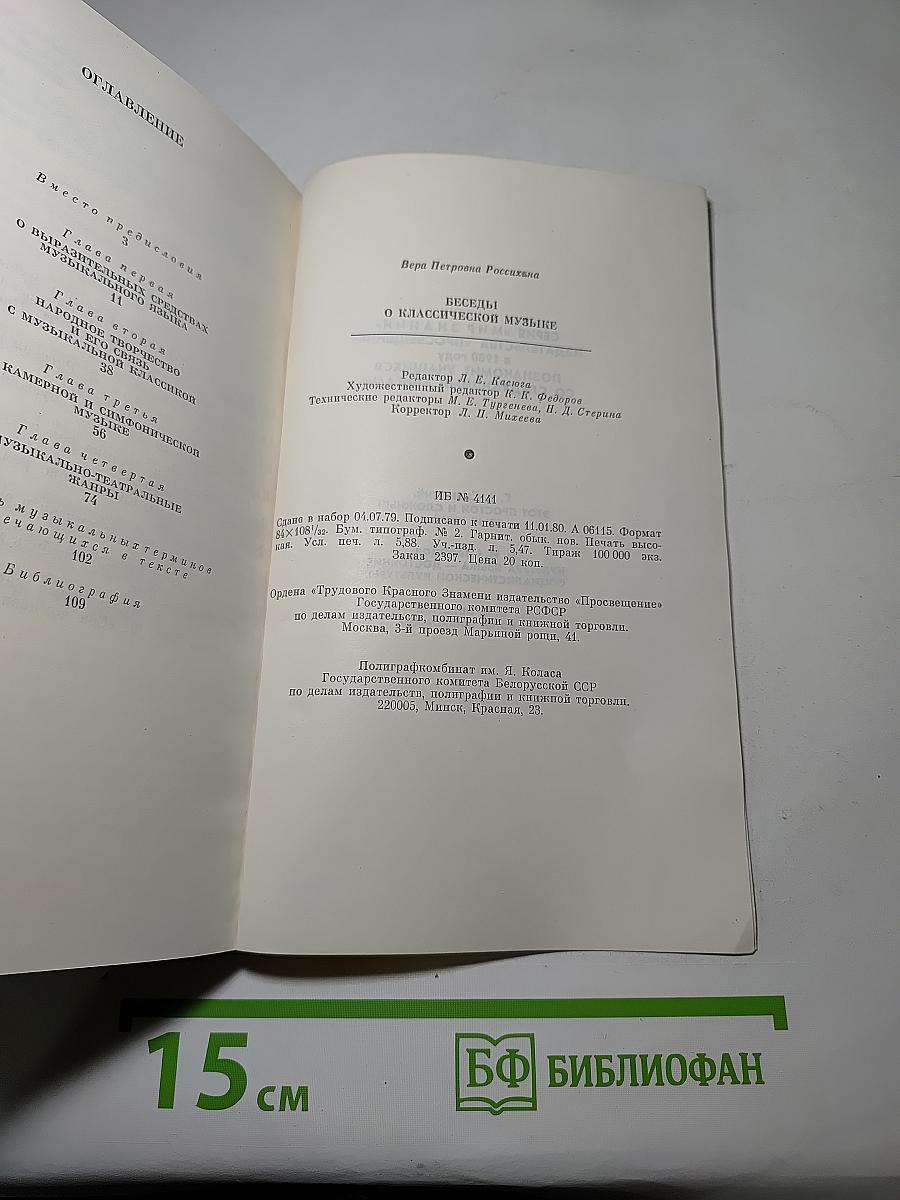 ОГЛАВЛЕНИЕ
Вместо предисловия
3
Глава первая
О ВЫРАЗИТЕЛЬНЫХ СРЕДСТВАХ
МУЗЫКАЛЬНОГО ЯЗЫКА
11
Глава вторая
НАРОДНОЕ ТВОРЧЕСТВО
И ЕГО СВЯЗЬ
С МУЗЫКАЛЬНОЙ КЛАССИКОЙ
38
Глава третья
КАМЕРНОЙ И СИМФОНИЧЕСКОЙ
МУЗЫКЕ
56
Глава четвертая
МУЗЫКАЛЬНО-ТЕАТРАЛЬНЫЕ
ЖАНРЫ
74
ь музыкальных терминов
ечающихся в тексте
102
Библиография
109
Вера Петровна Россихина
БЕСЕДЫ
О КЛАССИЧЕСКОЙ МУЗЫКЕ
Редактор Л. Е. Касюга
Художественный редактор К. К. Федоров
Технические редакторы М. Е. Тургенева, Н. Д. Стерина
Корректор Л. П. Михеева
ИБ № 4141
Сдано в набор 04.07.79. Подписано к печати 11.01.80. А 06115. Формат
84×108¹/₃₂. Бум. типограф. № 2. Гарнит. обык. нов. Печать высо-
кая. Усл. печ. л. 5,88. Уч.-изд. л. 5,47. Тираж 100 000 экз.
Заказ 2397. Цена 20 коп.
Ордена «Трудового Красного Знамени издательство «Просвещение»
Государственного комитета РСФСР
по делам издательств, полиграфии и книжной торговли.
Москва, 3-й проезд Марьиной рощи, 41.
Полиграфкомбинат им. Я. Коласа
Государственного комитета Белорусской ССР
по делам издательств, полиграфии и книжной торговли.
220005, Минск, Красная, 23.
15 см
БФ БИБЛИОФАН